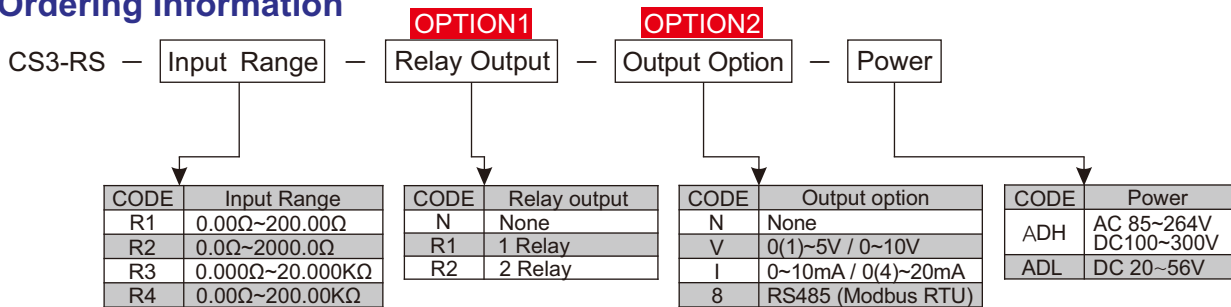 Ordering Information
OPTION1 OPTION2
CS3-RS — Input Range — Relay Output — Output Option — Power
CODE Input Range
R1 0.00Ω~200.00Ω
R2 0.0Ω~2000.0Ω
R3 0.000Ω~20.000KΩ
R4 0.00Ω~200.00KΩ
CODE Relay output
N None
R1 1 Relay
R2 2 Relay
CODE Output option
N None
V 0(1)~5V / 0~10V
I 0~10mA / 0(4)~20mA
8 RS485 (Modbus RTU)
CODE Power
ADH AC 85~264V
DC100~300V
ADL DC 20~56V